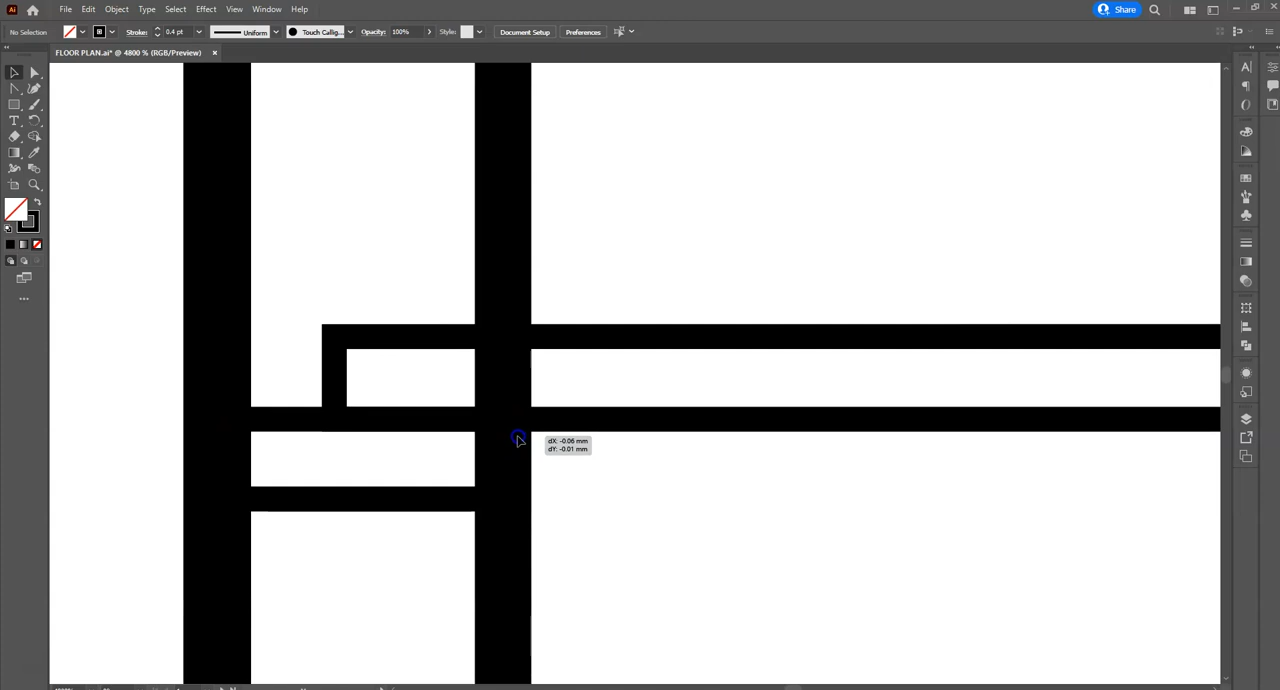 Ai File Edit Object Type Select Effect View Window Help Share
No Selection Stroke: 0.4 pt Uniform Touch Callig... Opacity: 100% Style: Document Setup Preferences
FLOOR PLAN.ai* @ 4800 % (RGB/Preview) ×
dX: -0.06 mm
dY: -0.01 mm